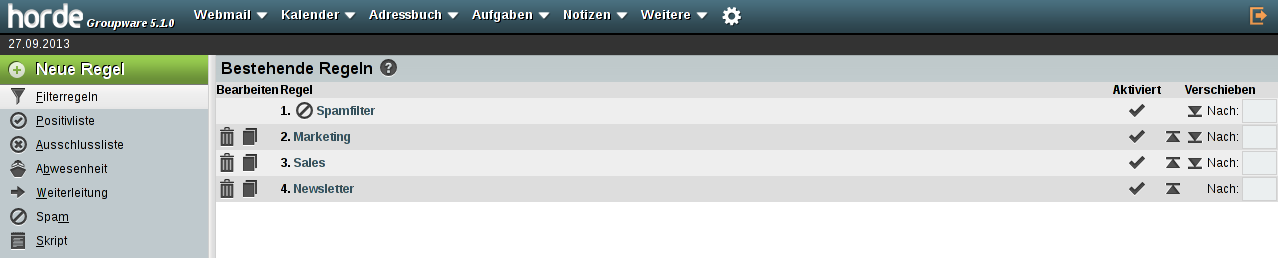 horde Groupware 5.1.0 Webmail Kalender Adressbuch Aufgaben Notizen Weitere
27.09.2013
Neue Regel
Filterregeln
Positivliste
Ausschlussliste
Abwesenheit
Weiterleitung
Spam
Skript
Bestehende Regeln ?
Bearbeiten Regel Aktiviert Verschieben
1. Spamfilter Nach:
2. Marketing Nach:
3. Sales Nach:
4. Newsletter Nach: